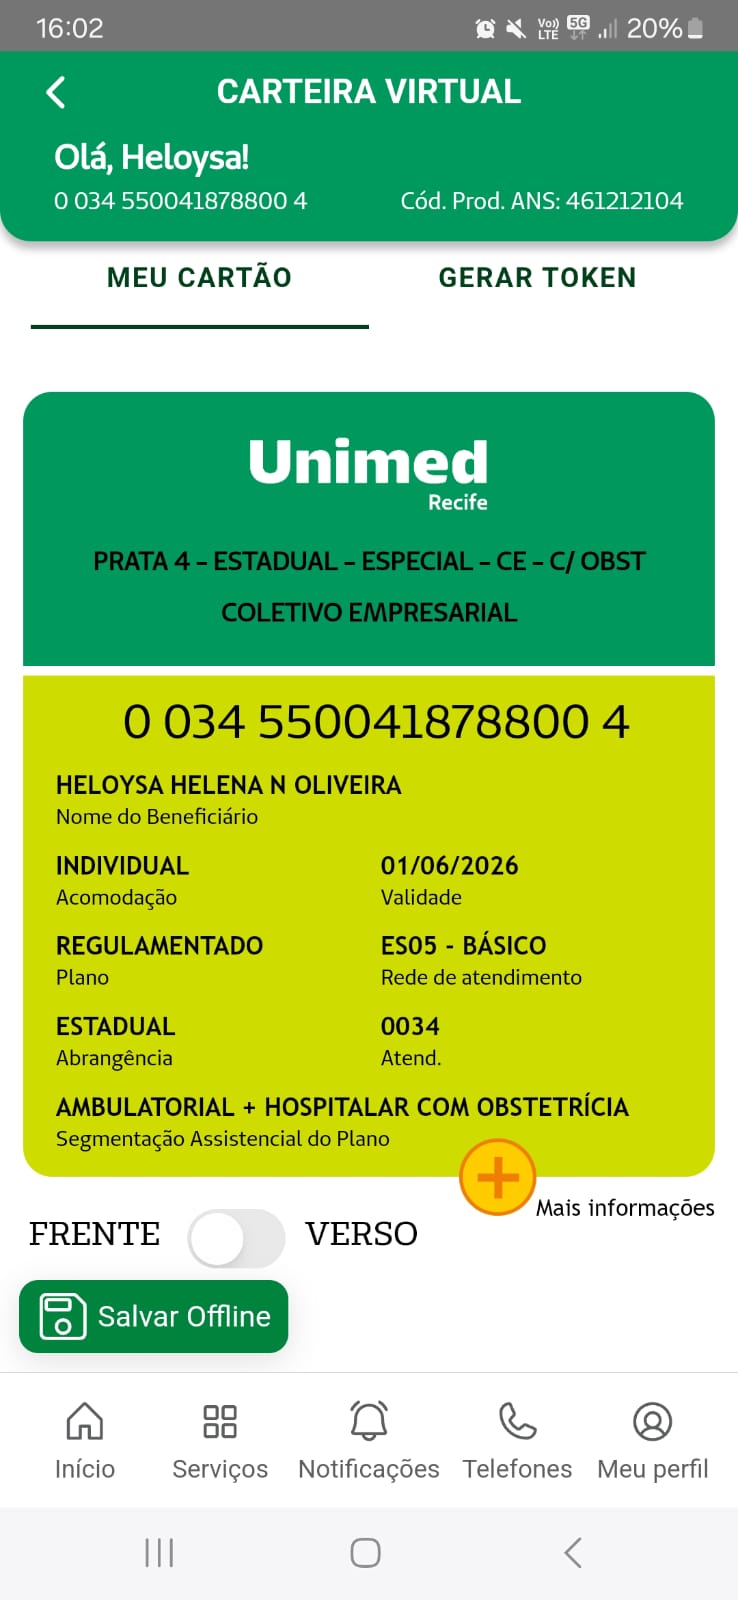 16:02
Vo)) LTE 5G 20%
CARTEIRA VIRTUAL
Olá, Heloysa!
0 034 550041878800 4 Cód. Prod. ANS: 461212104
MEU CARTÃO GERAR TOKEN
Unimed
Recife
PRATA 4 - ESTADUAL - ESPECIAL - CE - C/ OBST
COLETIVO EMPRESARIAL
0 034 550041878800 4
HELOYSA HELENA N OLIVEIRA
Nome do Beneficiário
INDIVIDUAL 01/06/2026
Acomodação Validade
REGULAMENTADO ES05 - BÁSICO
Plano Rede de atendimento
ESTADUAL 0034
Abrangência Atend.
AMBULATORIAL + HOSPITALAR COM OBSTETRÍCIA
Segmentação Assistencial do Plano
Mais informações
FRENTE VERSO
Salvar Offline
Início Serviços Notificações Telefones Meu perfil